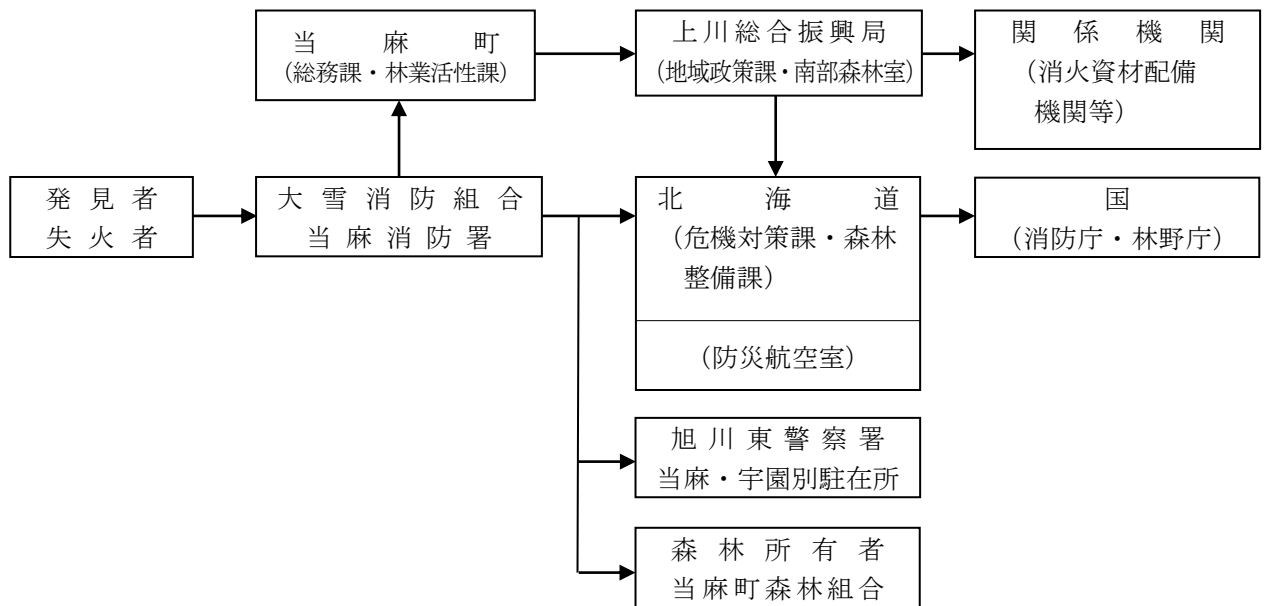 当麻町
(総務課・林業活性課)
上川総合振興局
(地域政策課・南部森林室)
関係機関
(消火資材配備
機関等)
発見者
失火者
大雪消防組合
当麻消防署
北海道
(危機対策課・森林
整備課)
(防災航空室)
国
(消防庁・林野庁)
旭川東警察署
当麻・宇園別駐在所
森林所有者
当麻町森林組合